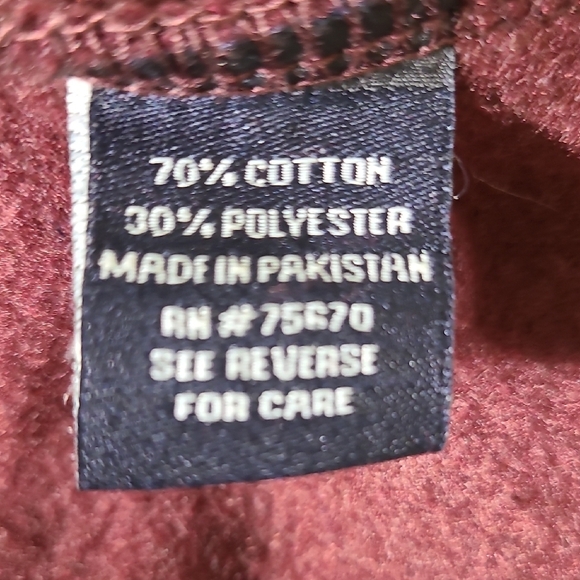 70% COTTON
30% POLYESTER
MADE IN PAKISTAN
RN # 75670
SEE REVERSE
FOR CARE